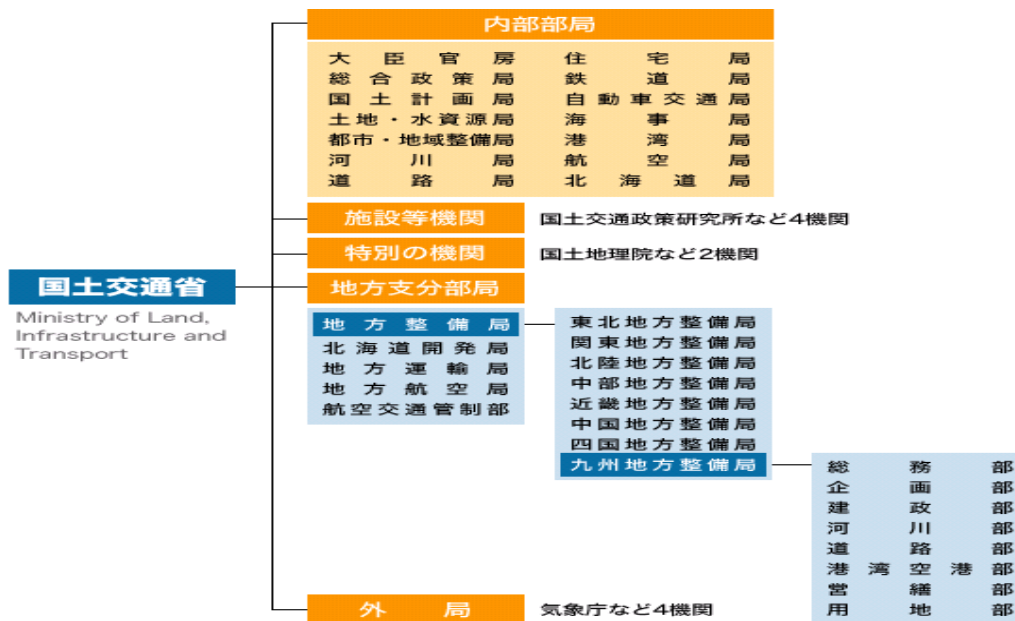 内部部局
大臣官房 住宅局
総合政策局 鉄道局
国土計画局 自動車交通局
土地・水資源局 海事局
都市・地域整備局 港湾局
河川局 航空局
道路局 北海道局
施設等機関 国土交通政策研究所など4機関
特別の機関 国土地理院など2機関
国土交通省
Ministry of Land,
Infrastructure and
Transport
地方支分部局
地方整備局
北海道開発局
地方運輸局
地方航空局
航空交通管制部
東北地方整備局
関東地方整備局
北陸地方整備局
中部地方整備局
近畿地方整備局
中国地方整備局
四国地方整備局
九州地方整備局
総務部
企画部
建政部
河川部
道路部
港湾空港部
営繕部
用地部
外局 気象庁など4機関